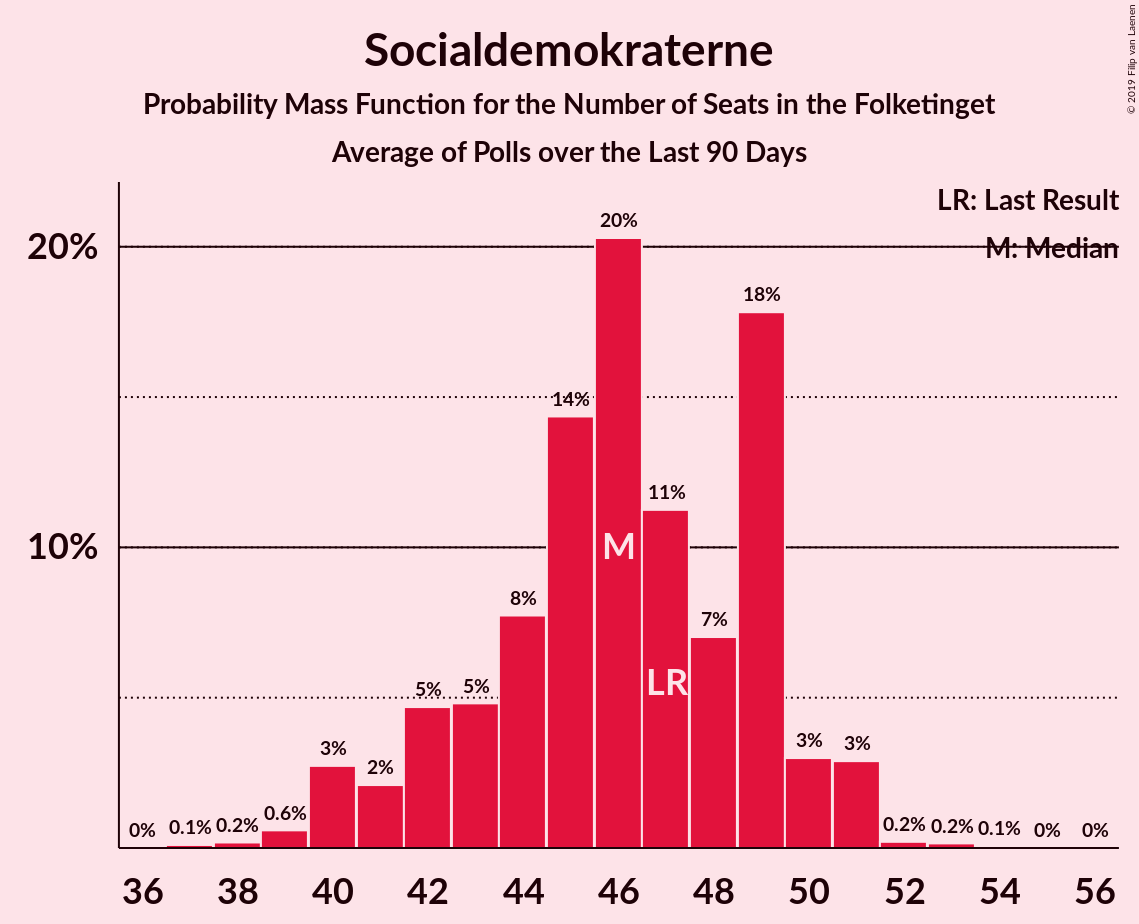 Socialdemokraterne
Probability Mass Function for the Number of Seats in the Folketinget
Average of Polls over the Last 90 Days
© 2019 Filip van Laenen
LR: Last Result
M: Median
20%
10%
0%
0.1%
0.2%
0.6%
3%
2%
5%
5%
8%
14%
20%
11%
7%
18%
3%
3%
0.2%
0.2%
0.1%
0%
0%
M
LR
36 38 40 42 44 46 48 50 52 54 56